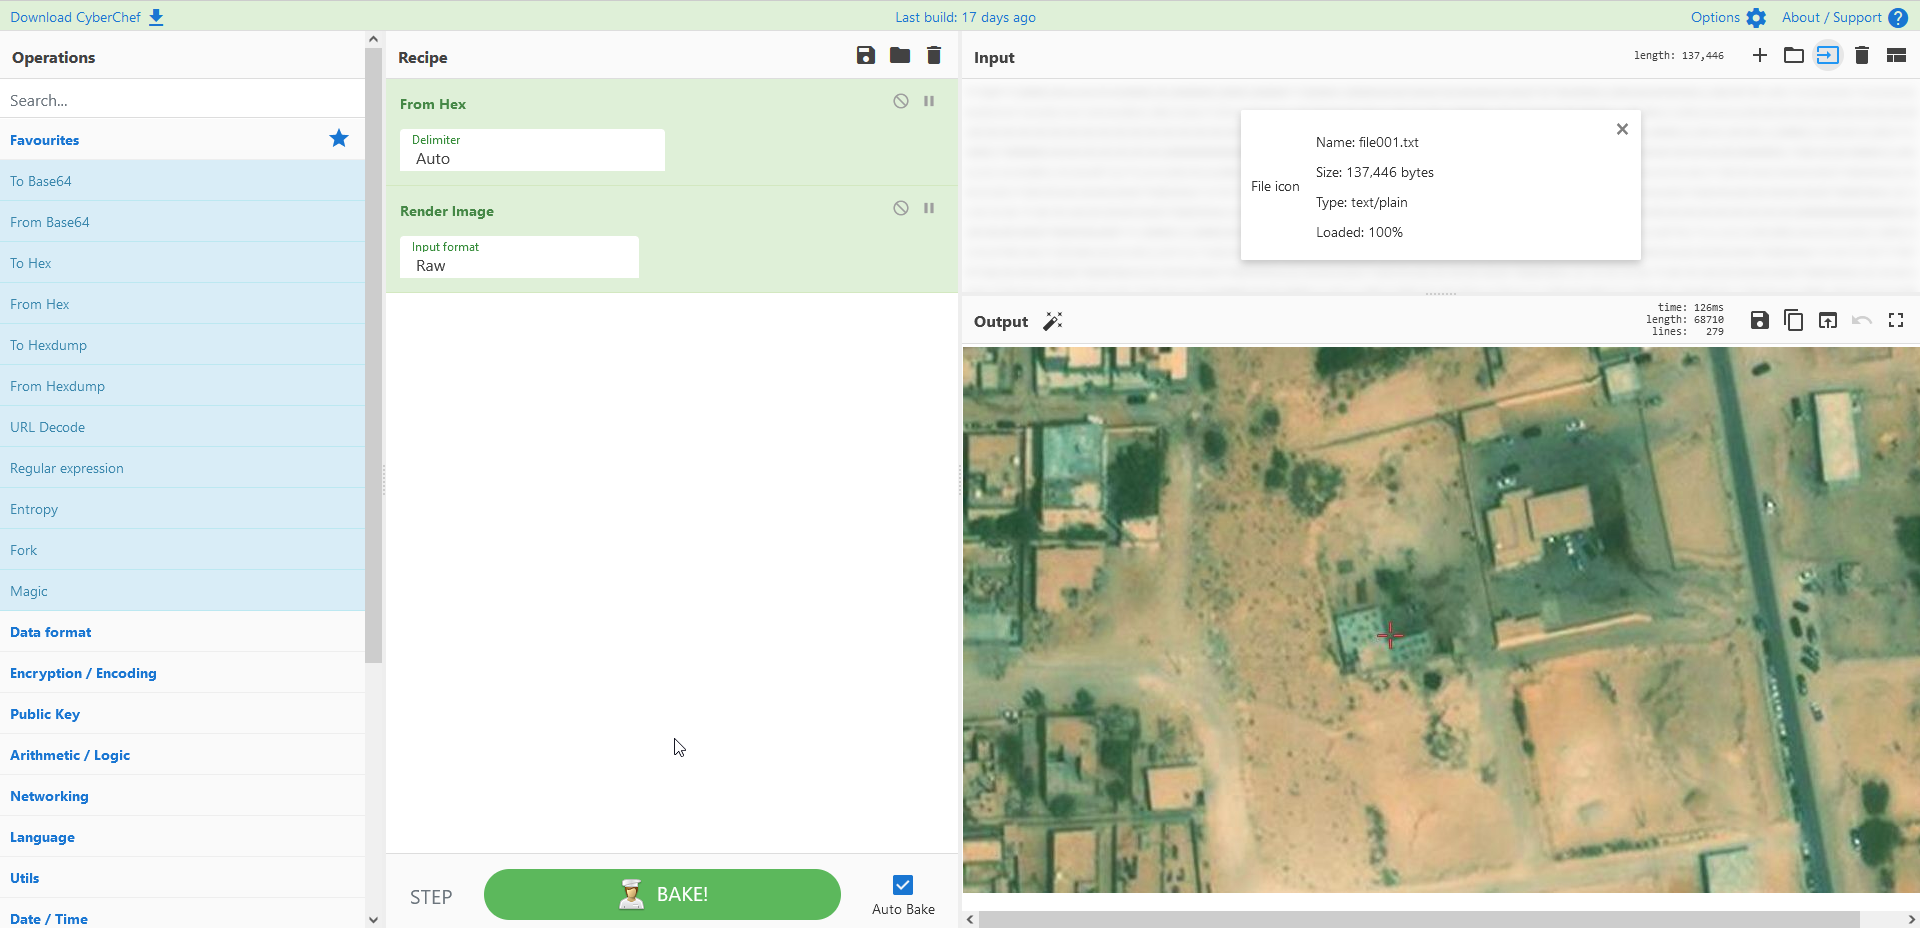 Download CyberChef
Last build: 17 days ago
Options
About / Support
Operations
Search...
Favourites
To Base64
From Base64
To Hex
From Hex
To Hexdump
From Hexdump
URL Decode
Regular expression
Entropy
Fork
Magic
Data format
Encryption / Encoding
Public Key
Arithmetic / Logic
Networking
Language
Utils
Date / Time
Recipe
From Hex
Delimiter
Auto
Render Image
Input format
Raw
STEP
BAKE!
Auto Bake
Input
length: 137,446
File icon
Name: file001.txt
Size: 137,446 bytes
Type: text/plain
Loaded: 100%
Output
time: 126ms
length: 68710
lines: 279